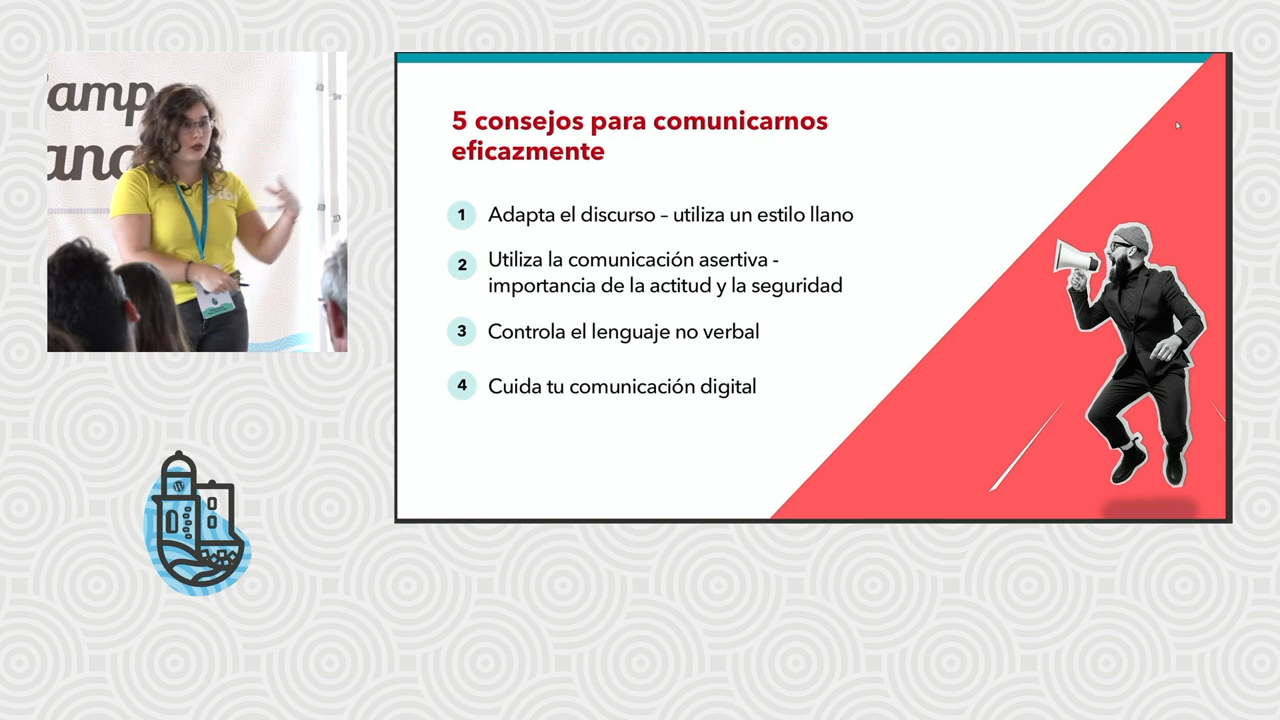 5 consejos para comunicarnos
eficazmente
1 Adapta el discurso – utiliza un estilo llano
2 Utiliza la comunicación asertiva -
importancia de la actitud y la seguridad
3 Controla el lenguaje no verbal
4 Cuida tu comunicación digital